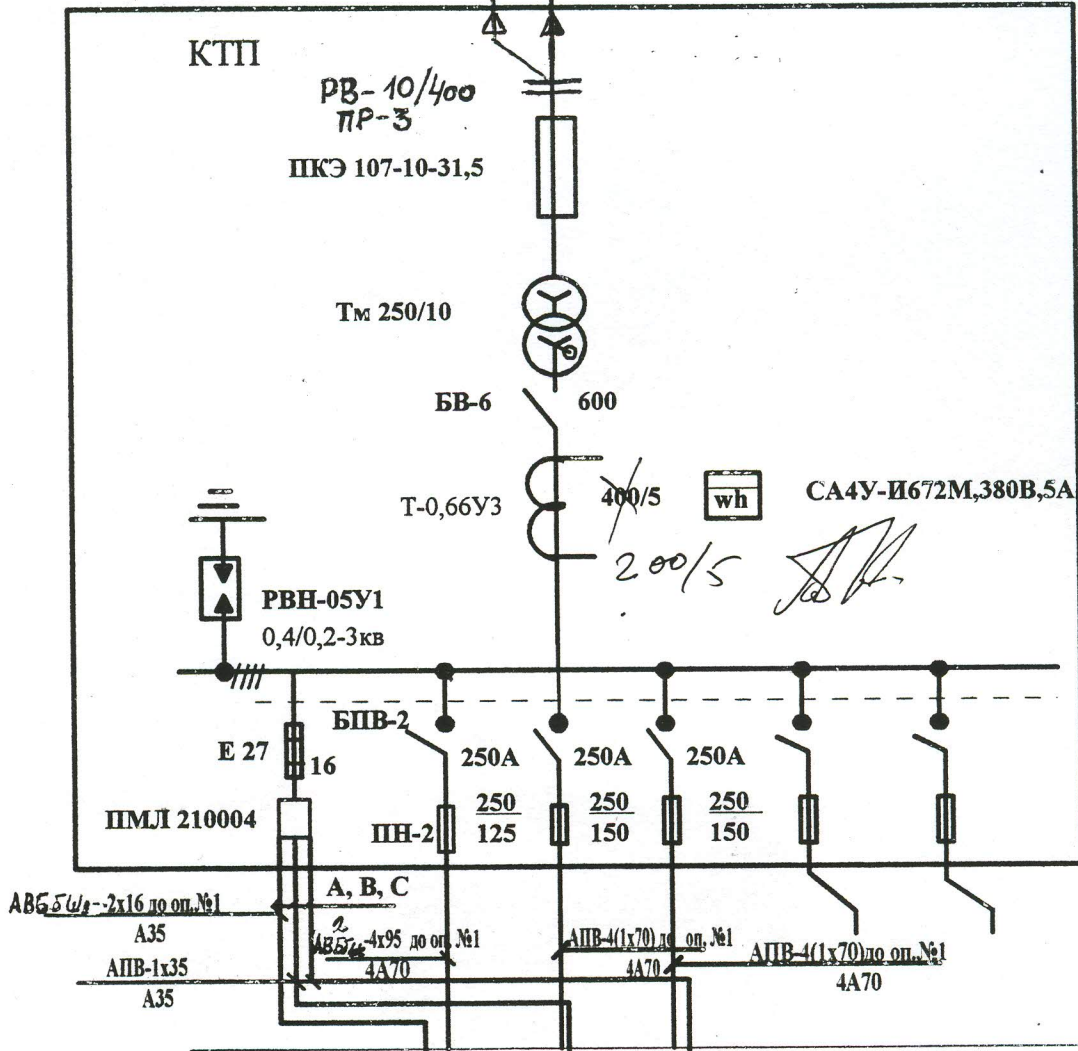 КТП
РВ-10/400
ПР-3
ПКЭ 107-10-31,5
Тм 250/10
БВ-6 600
Т-0,66У3 400/5 wh СА4У-И672М,380В,5А
200/5
РВН-05У1
0,4/0,2-3кв
БПВ-2
Е 27 16 250А 250А 250А
ПМЛ 210004 ПН-2
250 250 250
125 150 150
А, В, С
АВБбШв-2х16 до оп.№1
А35
2
АВБбШв-4х95 до оп. №1
4А70
АПВ-4(1х70) до оп. №1
4А70
АПВ-4(1х70)до оп.№1
4А70
АПВ-1х35
А35